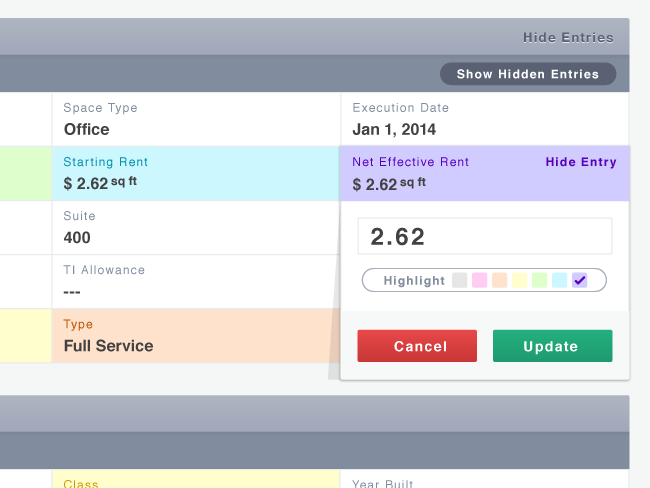 Hide Entries
Show Hidden Entries
Space Type
Office
Execution Date
Jan 1, 2014
Starting Rent
$ 2.62 sq ft
Net Effective Rent
Hide Entry
$ 2.62 sq ft
Suite
400
2.62
TI Allowance
---
Highlight
Type
Full Service
Cancel
Update
Class
Year Built